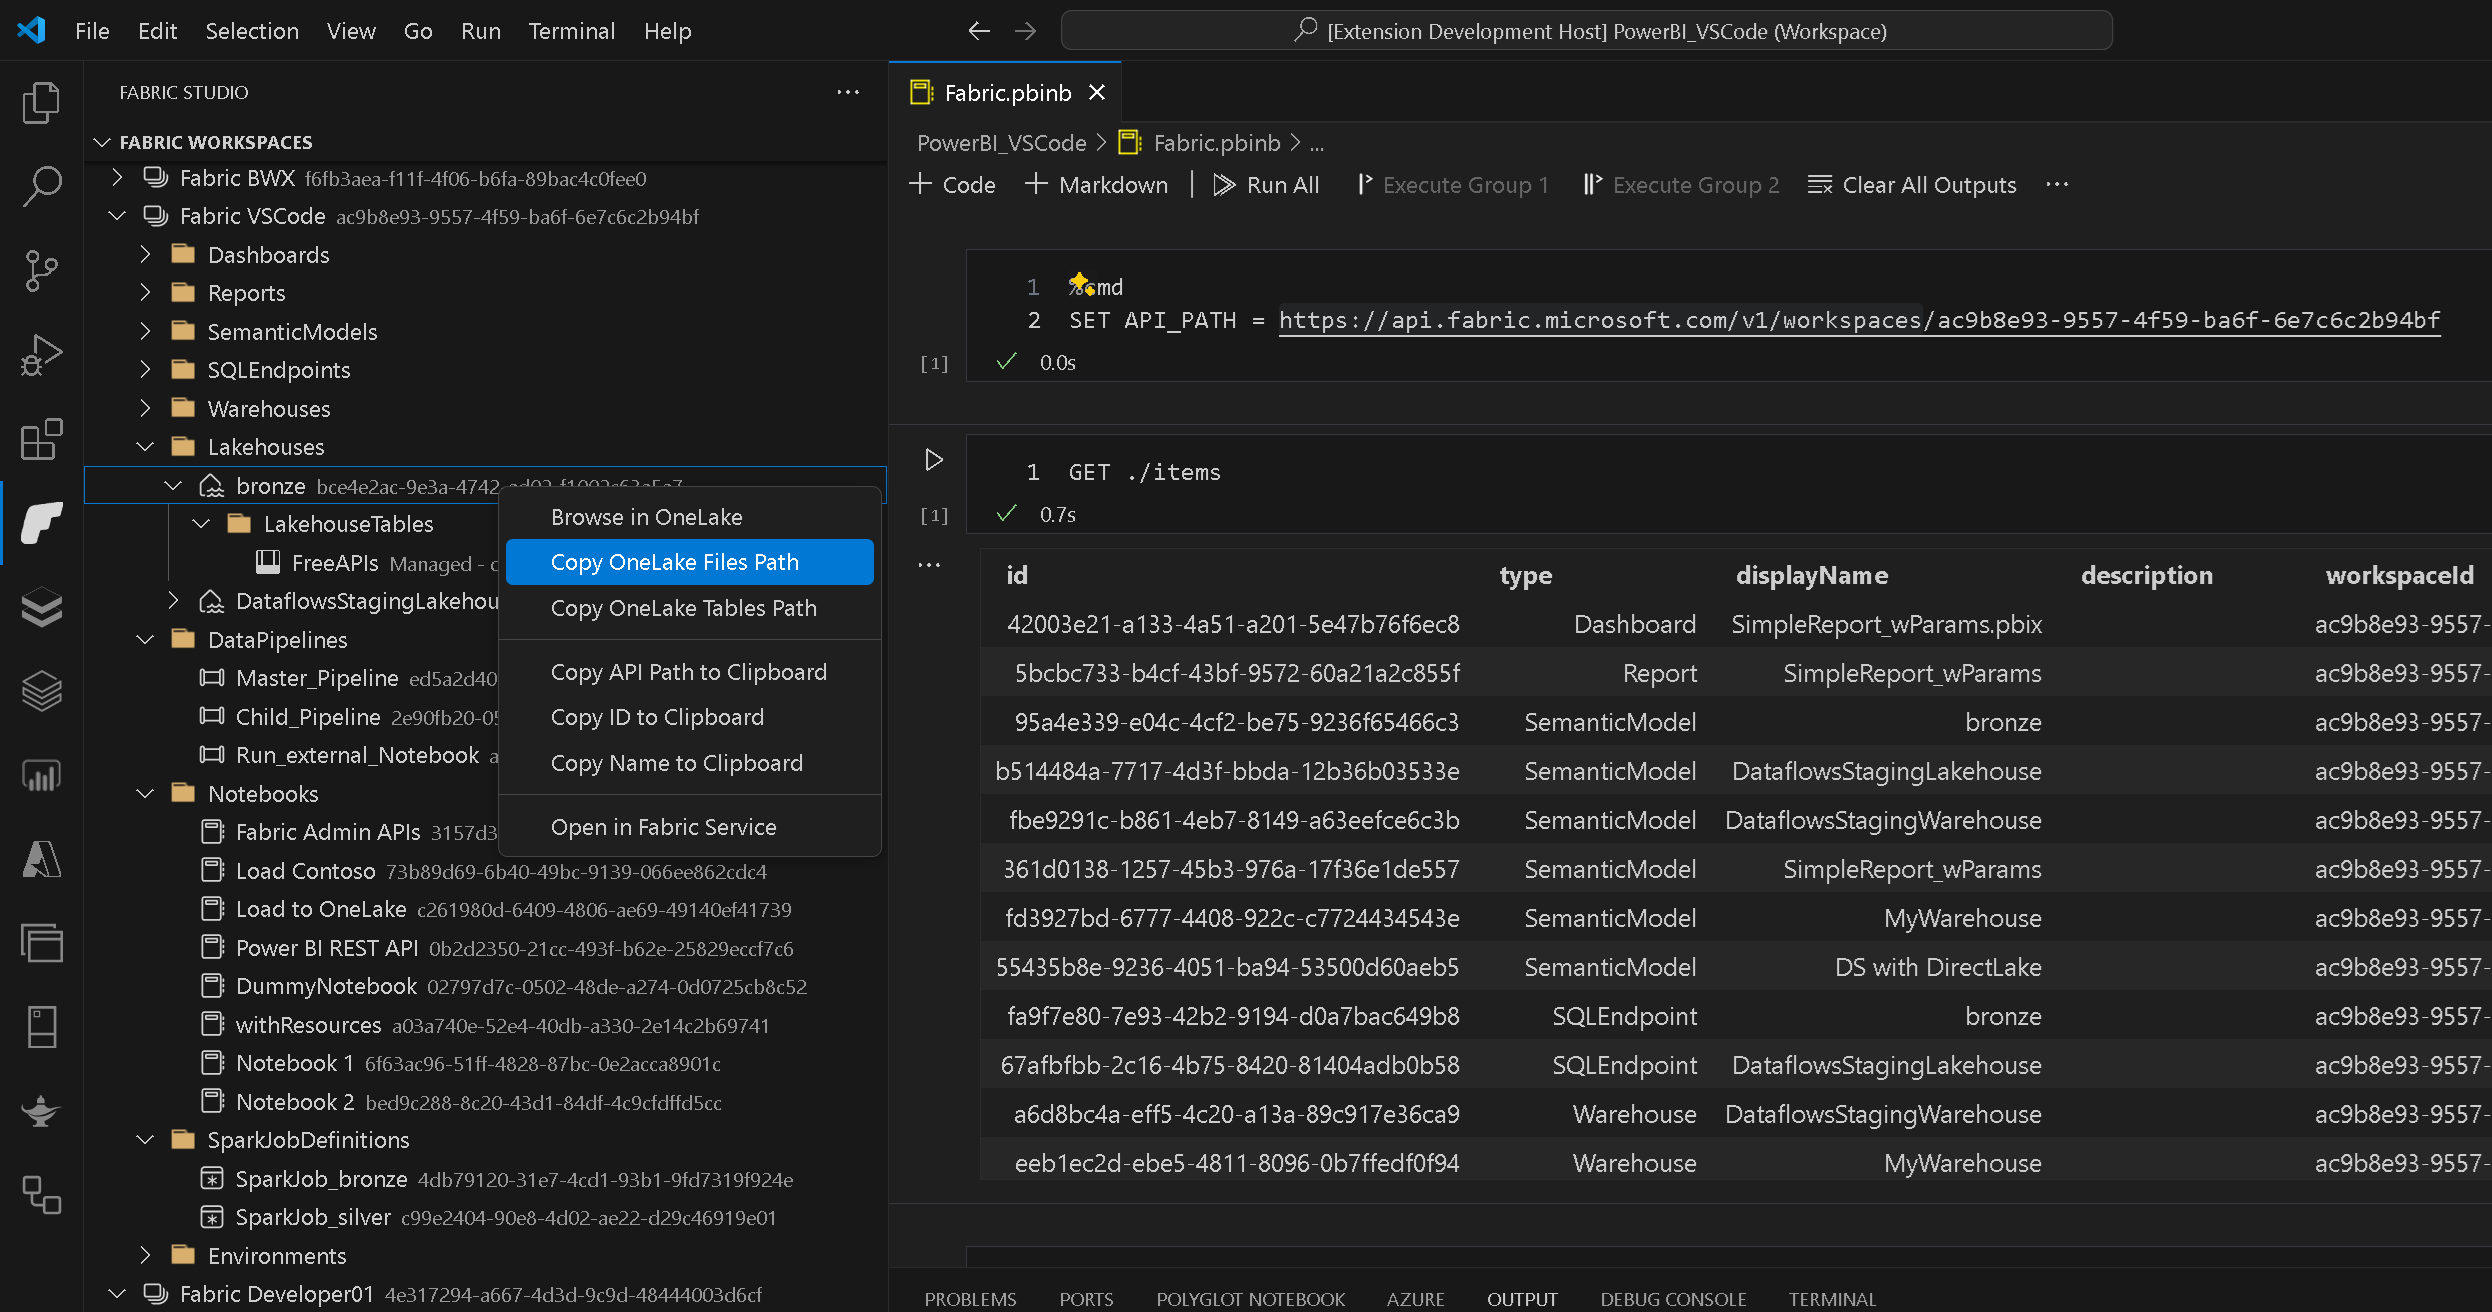 File Edit Selection View Go Run Terminal Help
[Extension Development Host] PowerBI_VSCode (Workspace)
FABRIC STUDIO
FABRIC WORKSPACES
Fabric BWX f6fb3aea-f11f-4f06-b6fa-89bac4c0fee0
Fabric VSCode ac9b8e93-9557-4f59-ba6f-6e7c6c2b94bf
Dashboards
Reports
SemanticModels
SQLEndpoints
Warehouses
Lakehouses
bronze bce4e2ac-9e3a-4742-
LakehouseTables
FreeAPIs Managed - c
DataflowsStagingLakehou
DataPipelines
Master_Pipeline ed5a2d40
Child_Pipeline 2e90fb20-05
Run_external_Notebook a
Notebooks
Fabric Admin APIs 3157d3
Load Contoso 73b89d69-6b40-49bc-9139-066ee862cdc4
Load to OneLake c261980d-6409-4806-ae69-49140ef41739
Power BI REST API 0b2d2350-21cc-493f-b62e-25829eccf7c6
DummyNotebook 02797d7c-0502-48de-a274-0d0725cb8c52
withResources a03a740e-52e4-40db-a330-2e14c2b69741
Notebook 1 6f63ac96-51ff-4828-87bc-0e2acca8901c
Notebook 2 bed9c288-8c20-43d1-84df-4c9cfdffd5cc
SparkJobDefinitions
SparkJob_bronze 4db79120-31e7-4cd1-93b1-9fd7319f924e
SparkJob_silver c99e2404-90e8-4d02-ae22-d29c46919e01
Environments
Fabric Developer01 4e317294-a667-4d3d-9c9d-48444003d6cf
Browse in OneLake
Copy OneLake Files Path
Copy OneLake Tables Path
Copy API Path to Clipboard
Copy ID to Clipboard
Copy Name to Clipboard
Open in Fabric Service
Fabric.pbinb
PowerBI_VSCode > Fabric.pbinb > ...
+ Code + Markdown | Run All Execute Group 1 Execute Group 2 Clear All Outputs ...
1 %cmd
2 SET API_PATH = https://api.fabric.microsoft.com/v1/workspaces/ac9b8e93-9557-4f59-ba6f-6e7c6c2b94bf
[1] 0.0s
1 GET ./items
[1] 0.7s
id type displayName description workspaceId
42003e21-a133-4a51-a201-5e47b76f6ec8 Dashboard SimpleReport_wParams.pbix ac9b8e93-9557-
5bcbc733-b4cf-43bf-9572-60a21a2c855f Report SimpleReport_wParams ac9b8e93-9557-
95a4e339-e04c-4cf2-be75-9236f65466c3 SemanticModel bronze ac9b8e93-9557-
b514484a-7717-4d3f-bbda-12b36b03533e SemanticModel DataflowsStagingLakehouse ac9b8e93-9557-
fbe9291c-b861-4eb7-8149-a63eefce6c3b SemanticModel DataflowsStagingWarehouse ac9b8e93-9557-
361d0138-1257-45b3-976a-17f36e1de557 SemanticModel SimpleReport_wParams ac9b8e93-9557-
fd3927bd-6777-4408-922c-c7724434543e SemanticModel MyWarehouse ac9b8e93-9557-
55435b8e-9236-4051-ba94-53500d60aeb5 SemanticModel DS with DirectLake ac9b8e93-9557-
fa9f7e80-7e93-42b2-9194-d0a7bac649b8 SQLEndpoint bronze ac9b8e93-9557-
67afbfbb-2c16-4b75-8420-81404adb0b58 SQLEndpoint DataflowsStagingLakehouse ac9b8e93-9557-
a6d8bc4a-eff5-4c20-a13a-89c917e36ca9 Warehouse DataflowsStagingWarehouse ac9b8e93-9557-
eeb1ec2d-ebe5-4811-8096-0b7ffedf0f94 Warehouse MyWarehouse ac9b8e93-9557-
PROBLEMS PORTS POLYGLOT NOTEBOOK AZURE OUTPUT DEBUG CONSOLE TERMINAL